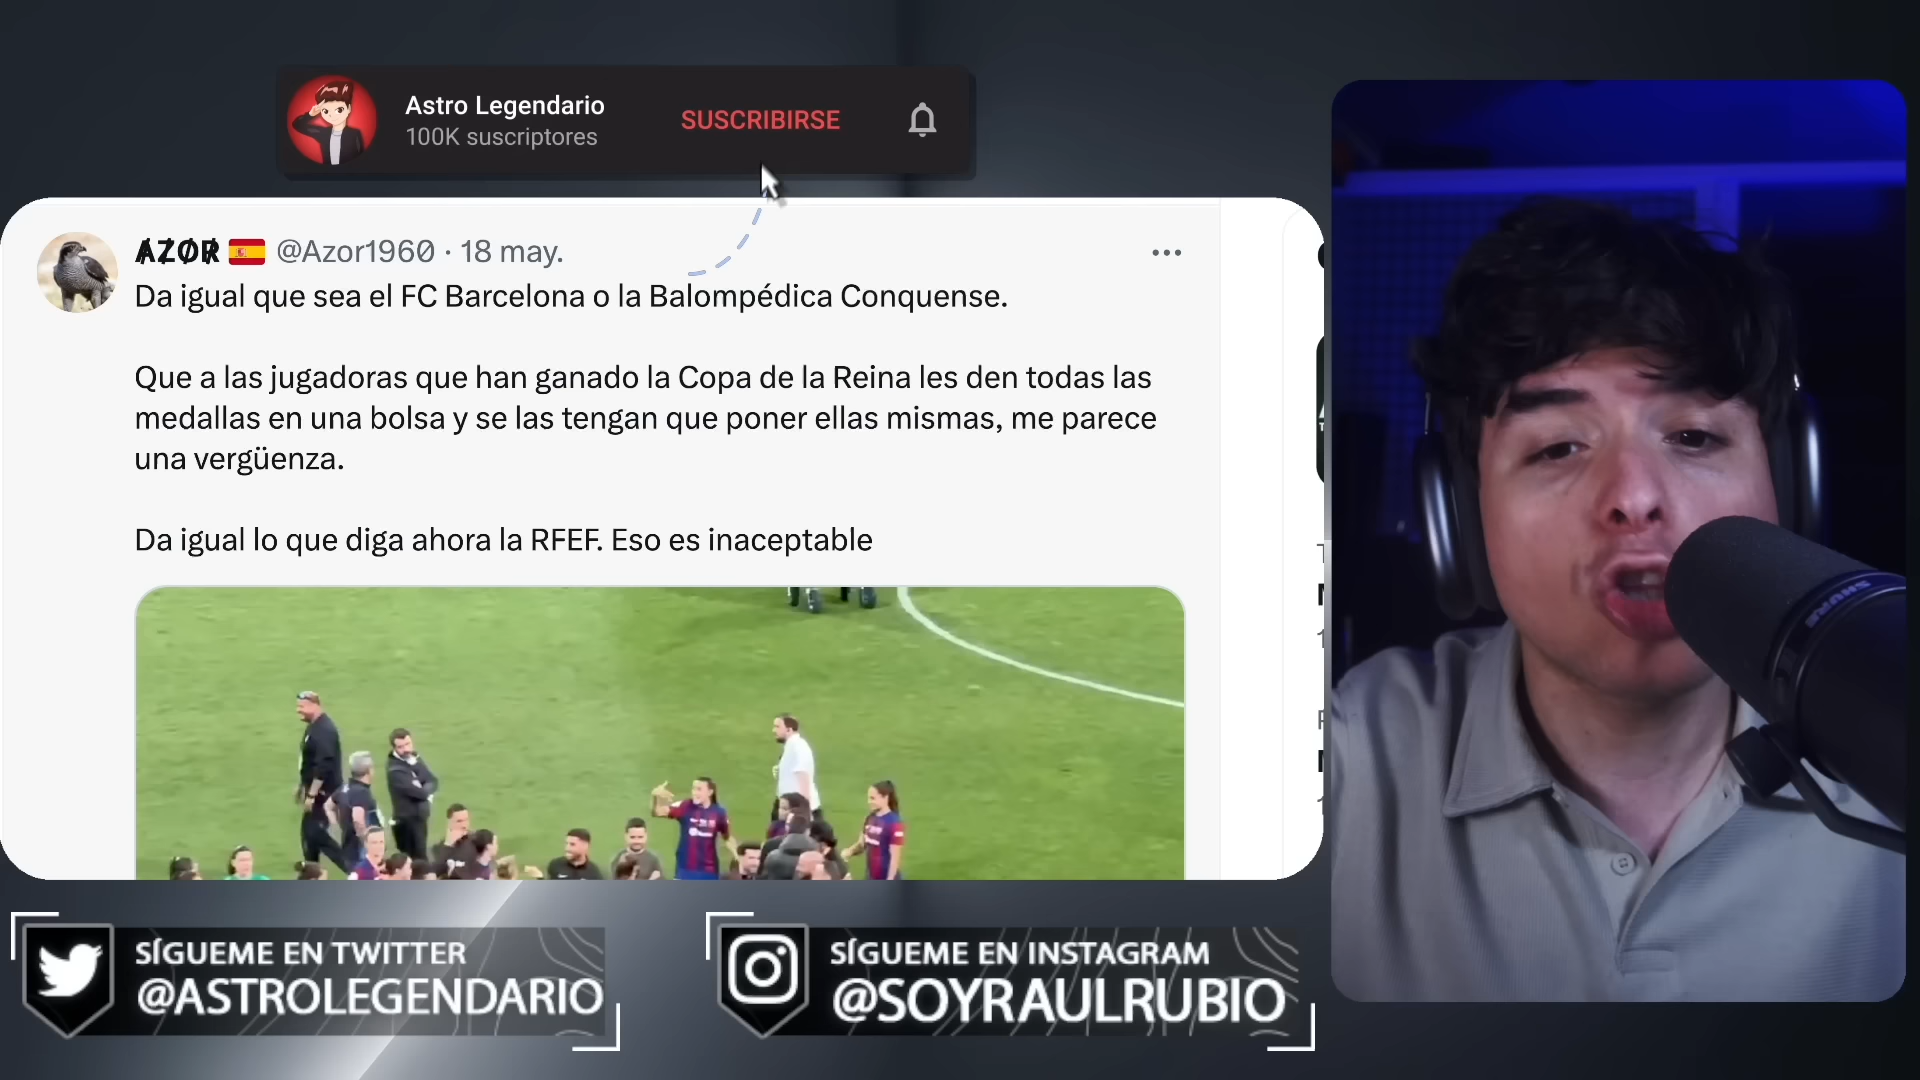 Astro Legendario
100K suscriptores
SUSCRIBIRSE
AZØR @Azor1960 · 18 may.
Da igual que sea el FC Barcelona o la Balompédica Conquense.
Que a las jugadoras que han ganado la Copa de la Reina les den todas las
medallas en una bolsa y se las tengan que poner ellas mismas, me parece
una vergüenza.
Da igual lo que diga ahora la RFEF. Eso es inaceptable
SHURE
SÍGUEME EN TWITTER
@ASTROLEGENDARIO
SÍGUEME EN INSTAGRAM
@SOYRAULRUBIO